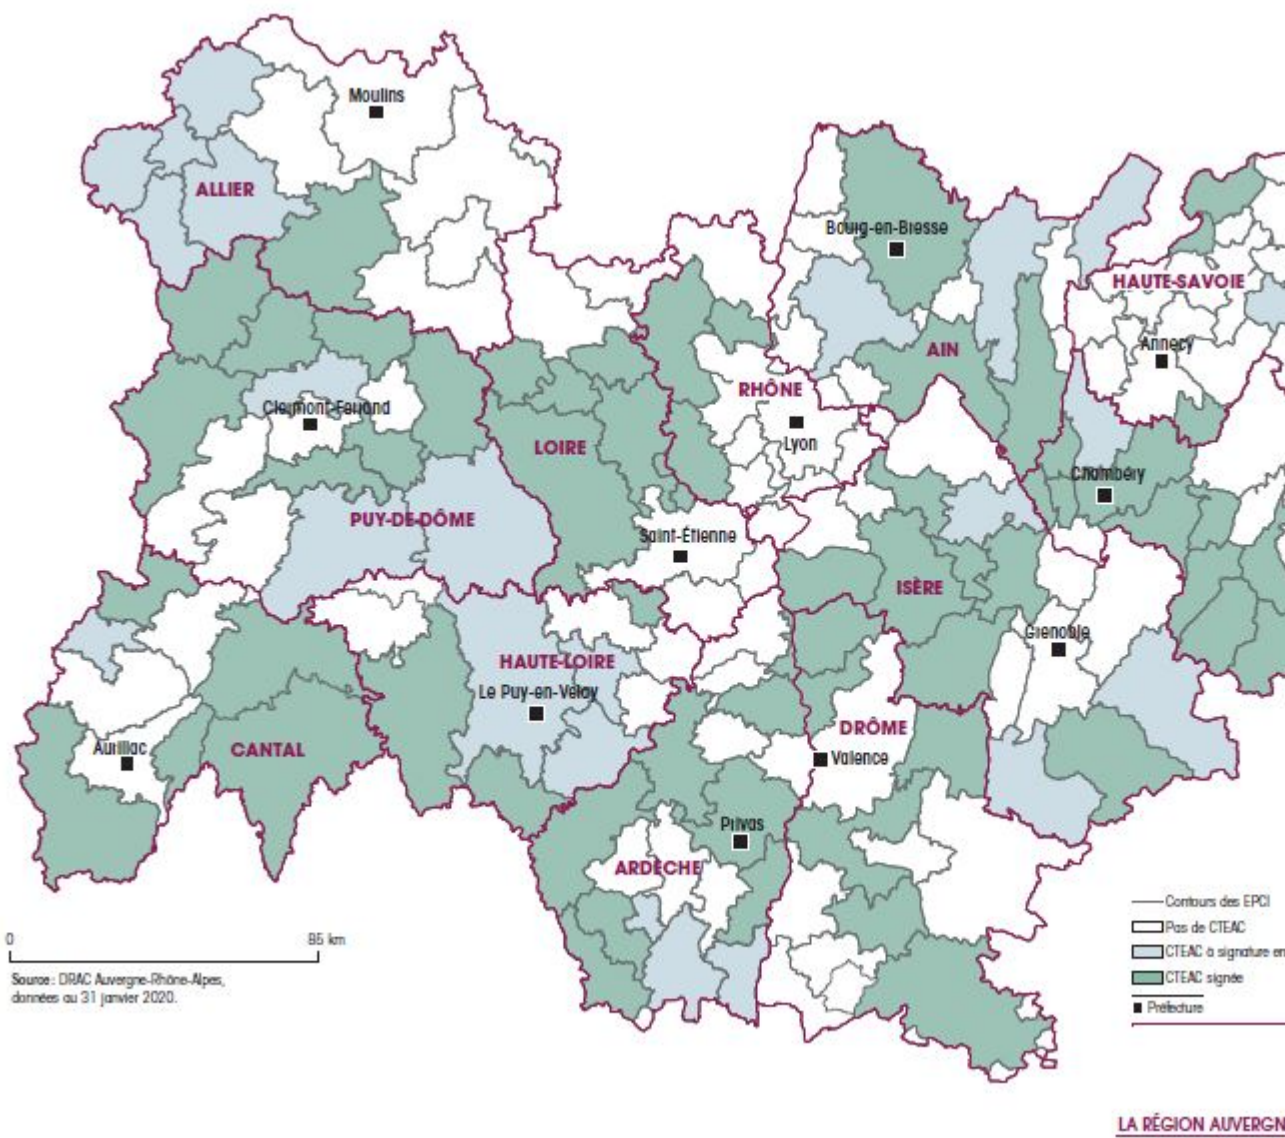 Moulins
ALLIER
Bourg-en-Bresse
HAUTE-SAVOIE
Annecy
AIN
RHÔNE
Clermont-Ferrand
Lyon
LOIRE
Chambéry
PUY-DE-DÔME
Saint-Étienne
ISÈRE
Grenoble
HAUTE-LOIRE
Le Puy-en-Velay
DRÔME
Aurillac
CANTAL
Valence
Privas
ARDÈCHE
Contours des EPCI
Pas de CTEAC
CTEAC à signature en
CTEAC signée
Préfecture
0 85 km
Source : DRAC Auvergne-Rhône-Alpes,
données au 31 janvier 2020.
LA RÉGION AUVERGN